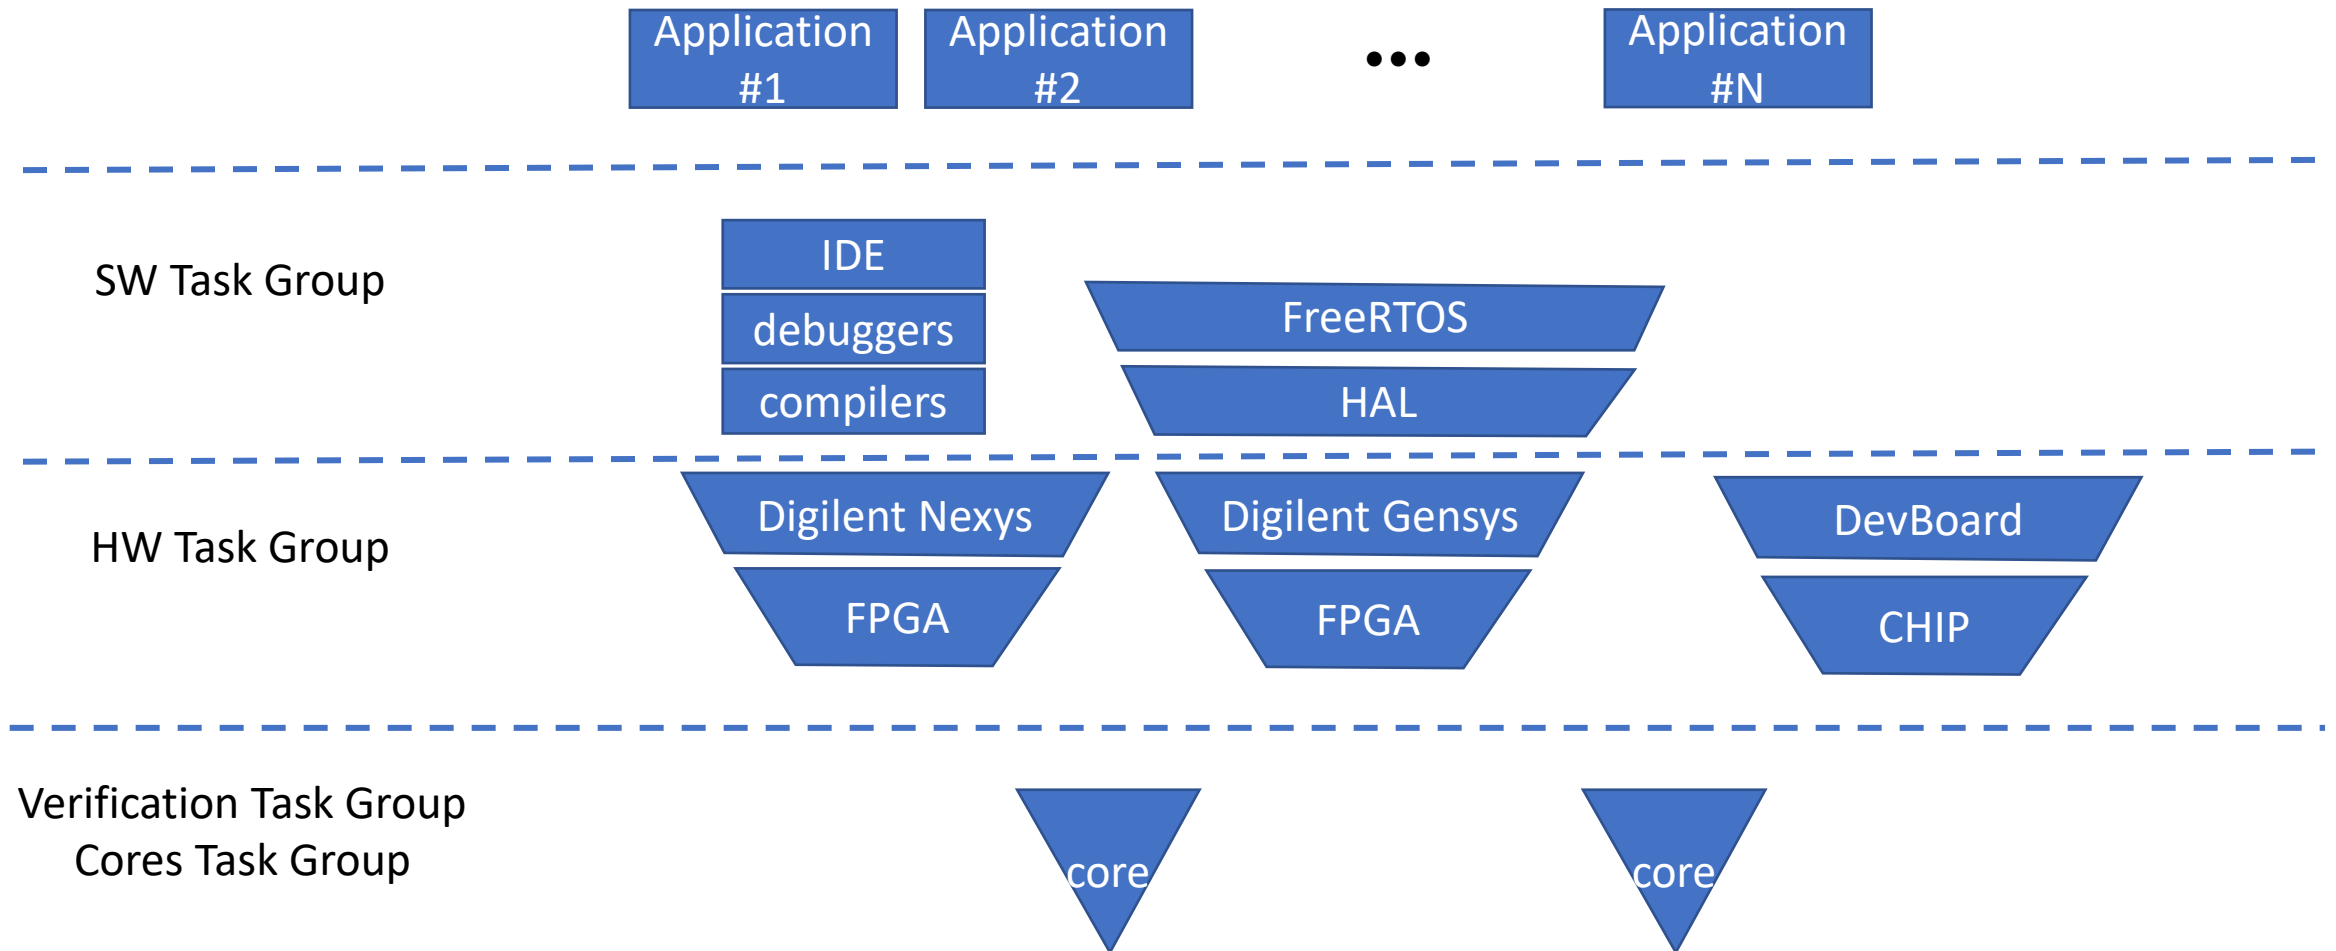 Application
#1
Application
#2
...
Application
#N
SW Task Group
IDE
debuggers
compilers
FreeRTOS
HAL
HW Task Group
Digilent Nexys
Digilent Gensys
DevBoard
FPGA
FPGA
CHIP
Verification Task Group
Cores Task Group
core
core